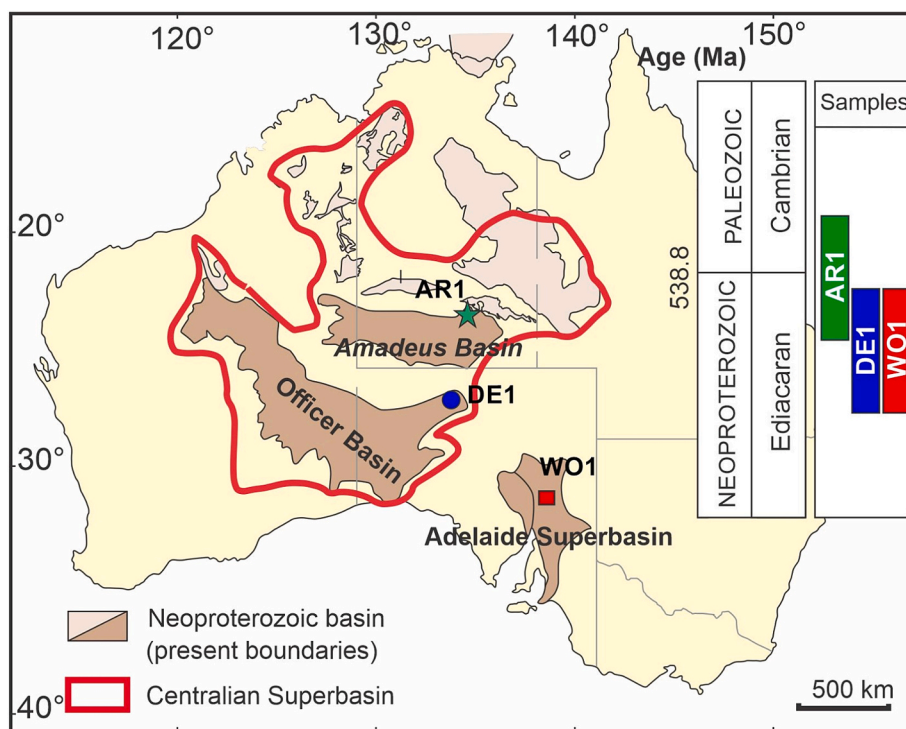 120°
130°
140°
150°
Age (Ma)
Samples
PALEOZOIC
Cambrian
20°
538.8
AR1
AR1
DE1
WO1
Amadeus Basin
NEOPROTEROZOIC
Ediacaran
DE1
Officer Basin
30°
WO1
Adelaide Superbasin
Neoproterozoic basin
(present boundaries)
Centralian Superbasin
500 km
40°